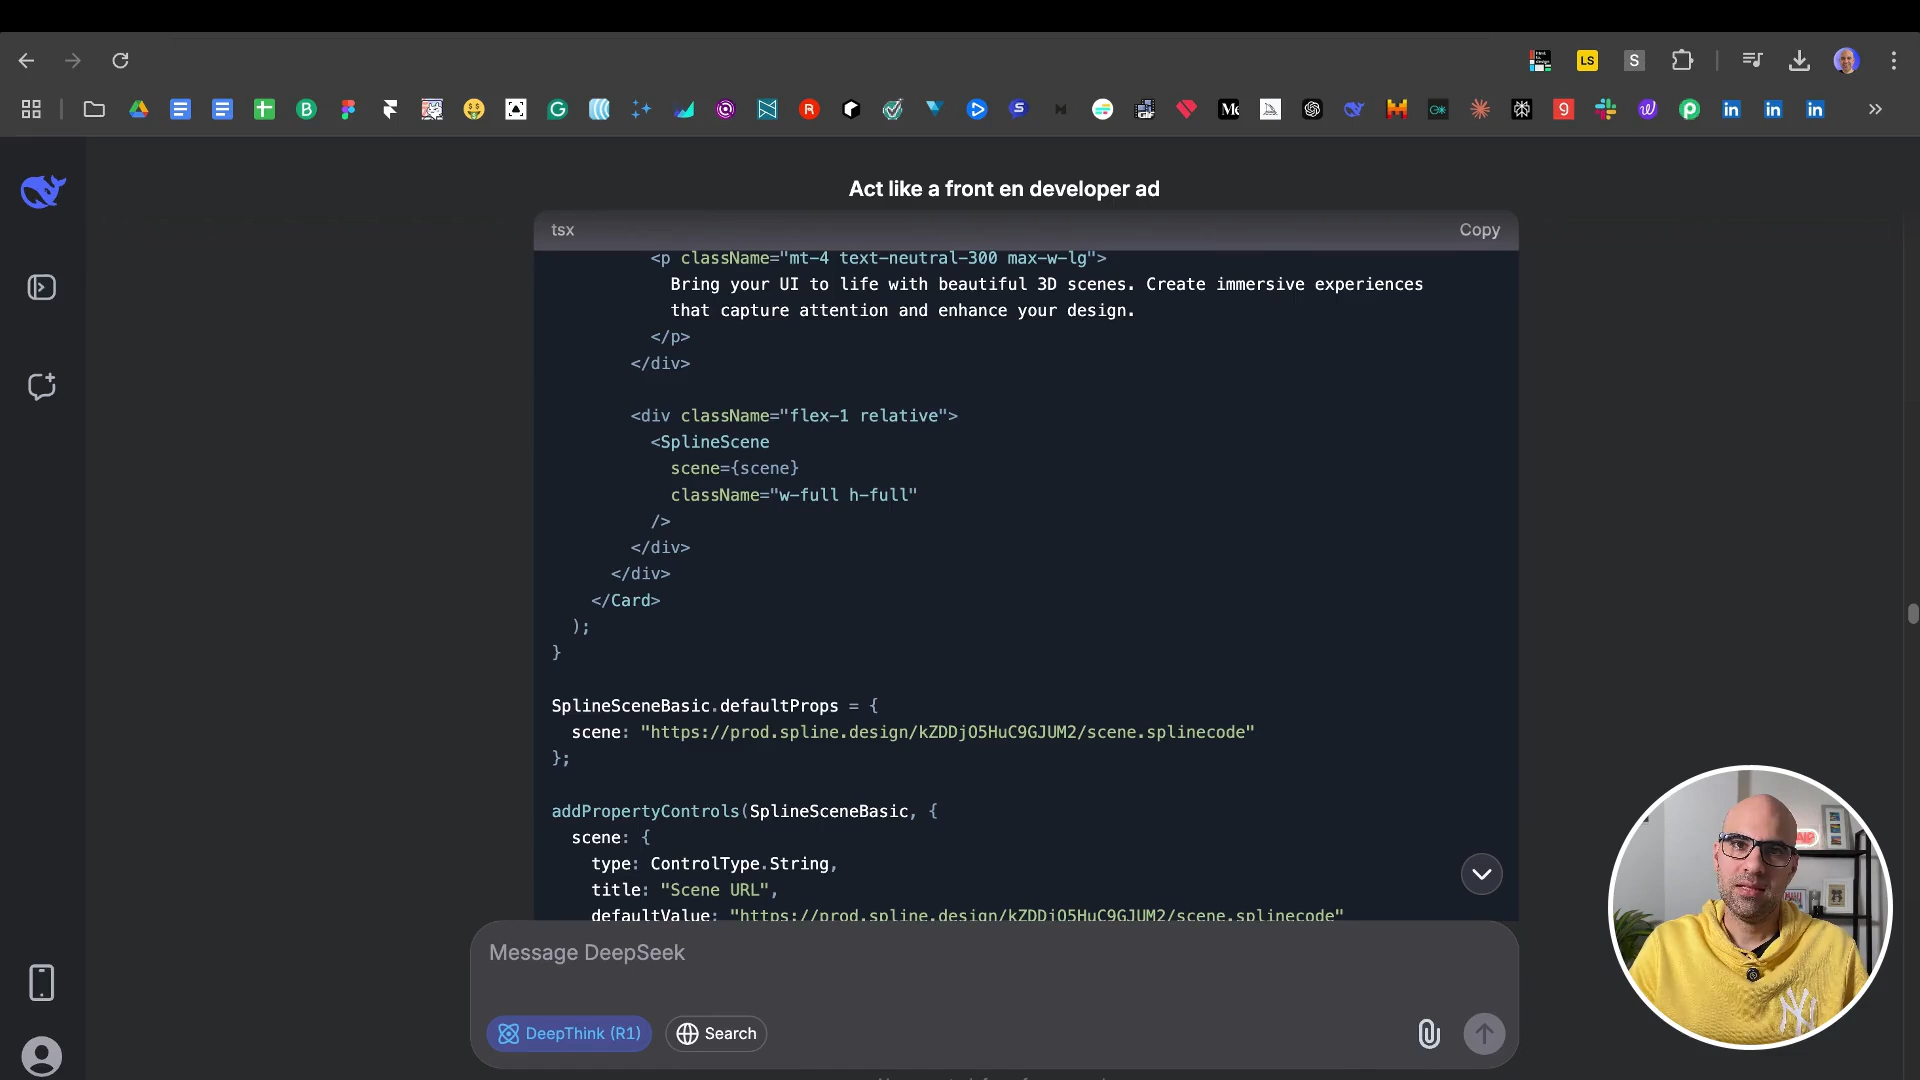 LS
S
Act like a front en developer ad
tsx
Copy
<p className="mt-4 text-neutral-300 max-w-lg">
Bring your UI to life with beautiful 3D scenes. Create immersive experiences
that capture attention and enhance your design.
</p>
</div>
<div className="flex-1 relative">
<SplineScene
scene={scene}
className="w-full h-full"
/>
</div>
</div>
</Card>
);
}
SplineSceneBasic.defaultProps = {
scene: "https://prod.spline.design/kZDDjO5HuC9GJUM2/scene.splinecode"
};
addPropertyControls(SplineSceneBasic, {
scene: {
type: ControlType.String,
title: "Scene URL",
defaultValue: "https://prod.spline.design/kZDDjO5HuC9GJUM2/scene.splinecode"
Message DeepSeek
DeepThink (R1)
Search